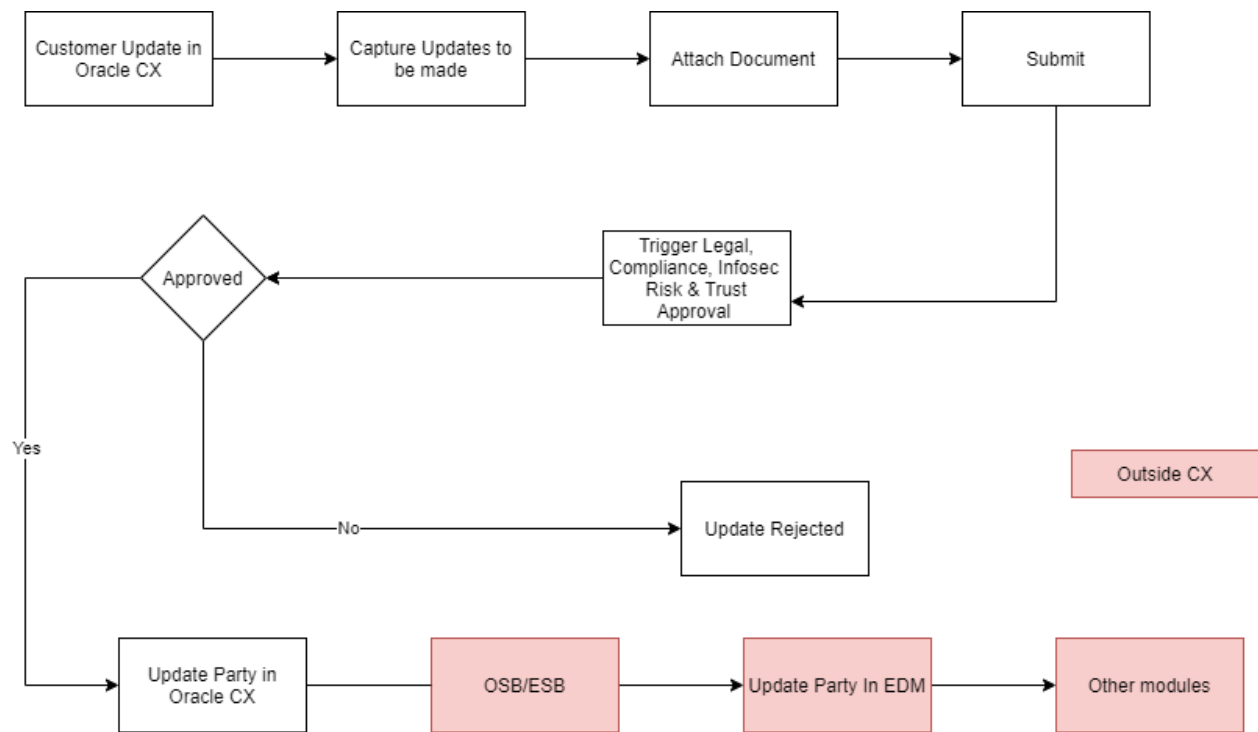 Customer Update in
Oracle CX
Capture Updates to
be made
Attach Document
Submit
Trigger Legal,
Compliance, Infosec
Risk & Trust
Approval
Approved
Yes
No
Outside CX
Update Rejected
Update Party in
Oracle CX
OSB/ESB
Update Party In EDM
Other modules